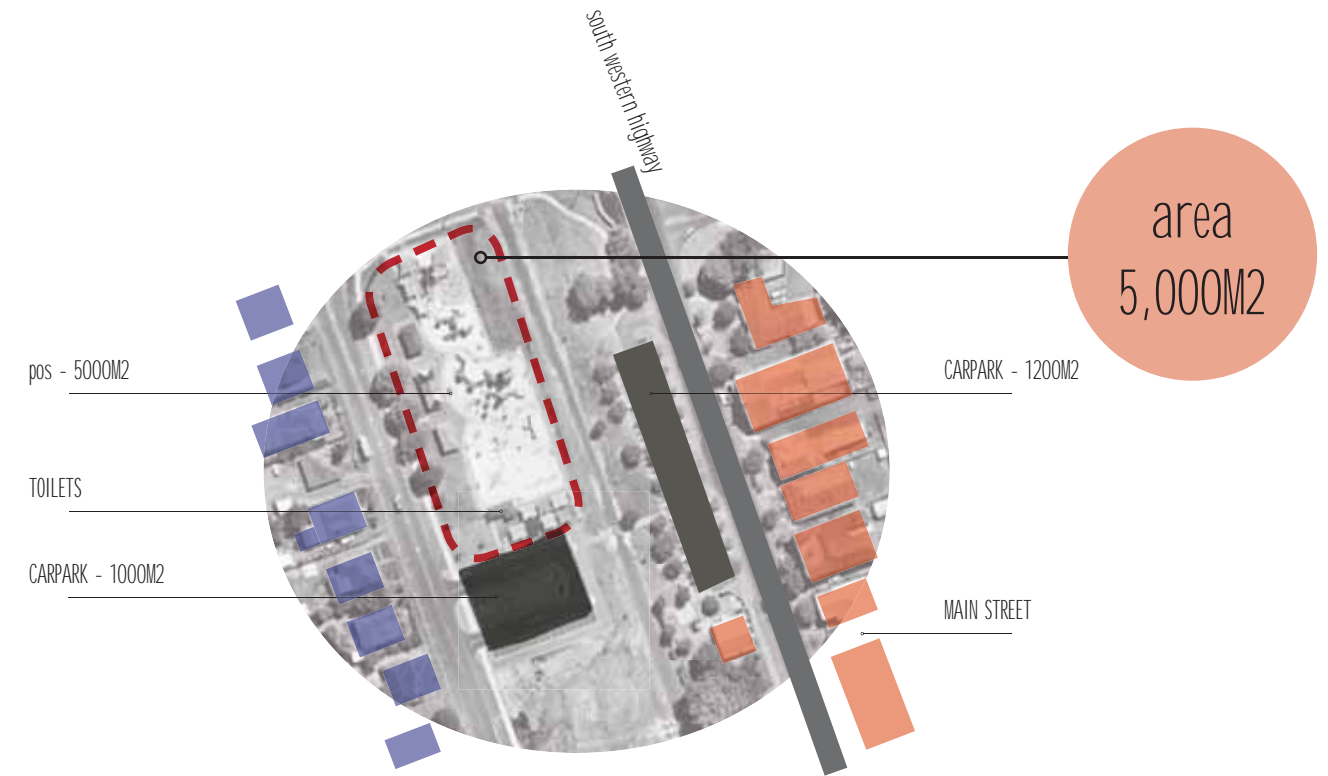 south western highway
area
5,000M2
pos - 5000M2
CARPARK - 1200M2
TOILETS
CARPARK - 1000M2
MAIN STREET